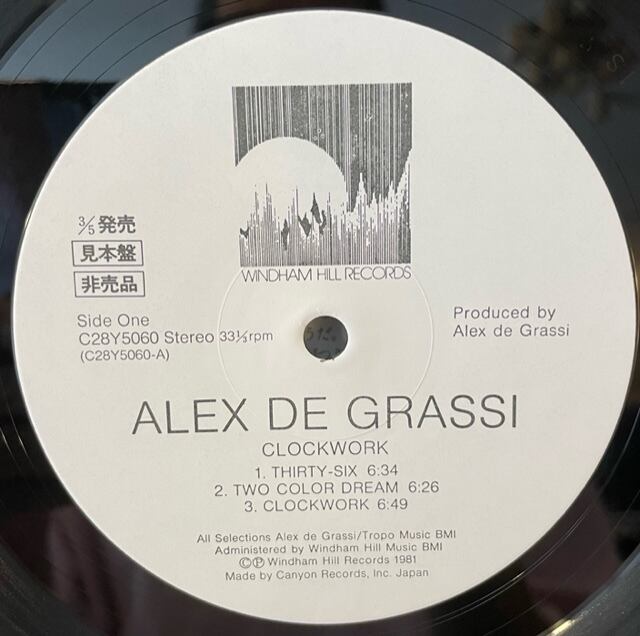 WINDHAM HILL RECORDS
3/5発売
見本盤
非売品
Side One
C28Y5060 Stereo 33⅓rpm
(C28Y5060-A)
Produced by
Alex de Grassi
ALEX DE GRASSI
CLOCKWORK
1. THIRTY-SIX 6:34
2. TWO COLOR DREAM 6:26
3. CLOCKWORK 6:49
All Selections Alex de Grassi/Tropo Music BMI
Administered by Windham Hill Music BMI
©Ⓟ Windham Hill Records 1981
Made by Canyon Records, Inc. Japan